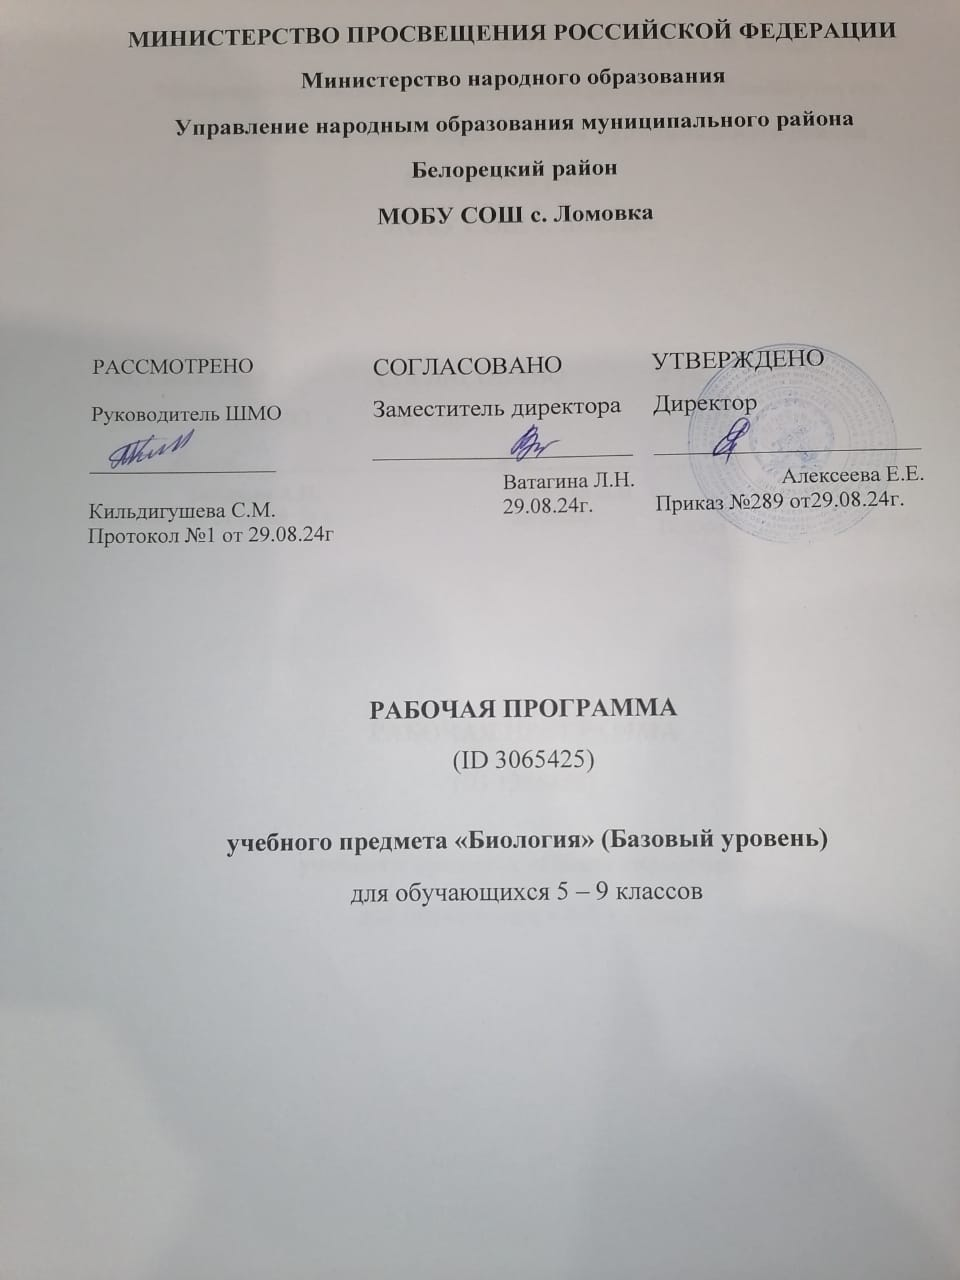 МИНИСТЕРСТВО ПРОСВЕЩЕНИЯ РОССИЙСКОЙ ФЕДЕРАЦИИ
Министерство народного образования
Управление народным образования муниципального района
Белорецкий район
МОБУ СОШ с. Ломовка
РАССМОТРЕНО
Руководитель ШМО
Кильдигушева С.М.
Протокол №1 от 29.08.24г
СОГЛАСОВАНО
Заместитель директора
Ватагина Л.Н.
29.08.24г.
УТВЕРЖДЕНО
Директор
Алексеева Е.Е.
Приказ №289 от29.08.24г.
РАБОЧАЯ ПРОГРАММА
(ID 3065425)
учебного предмета «Биология» (Базовый уровень)
для обучающихся 5 – 9 классов